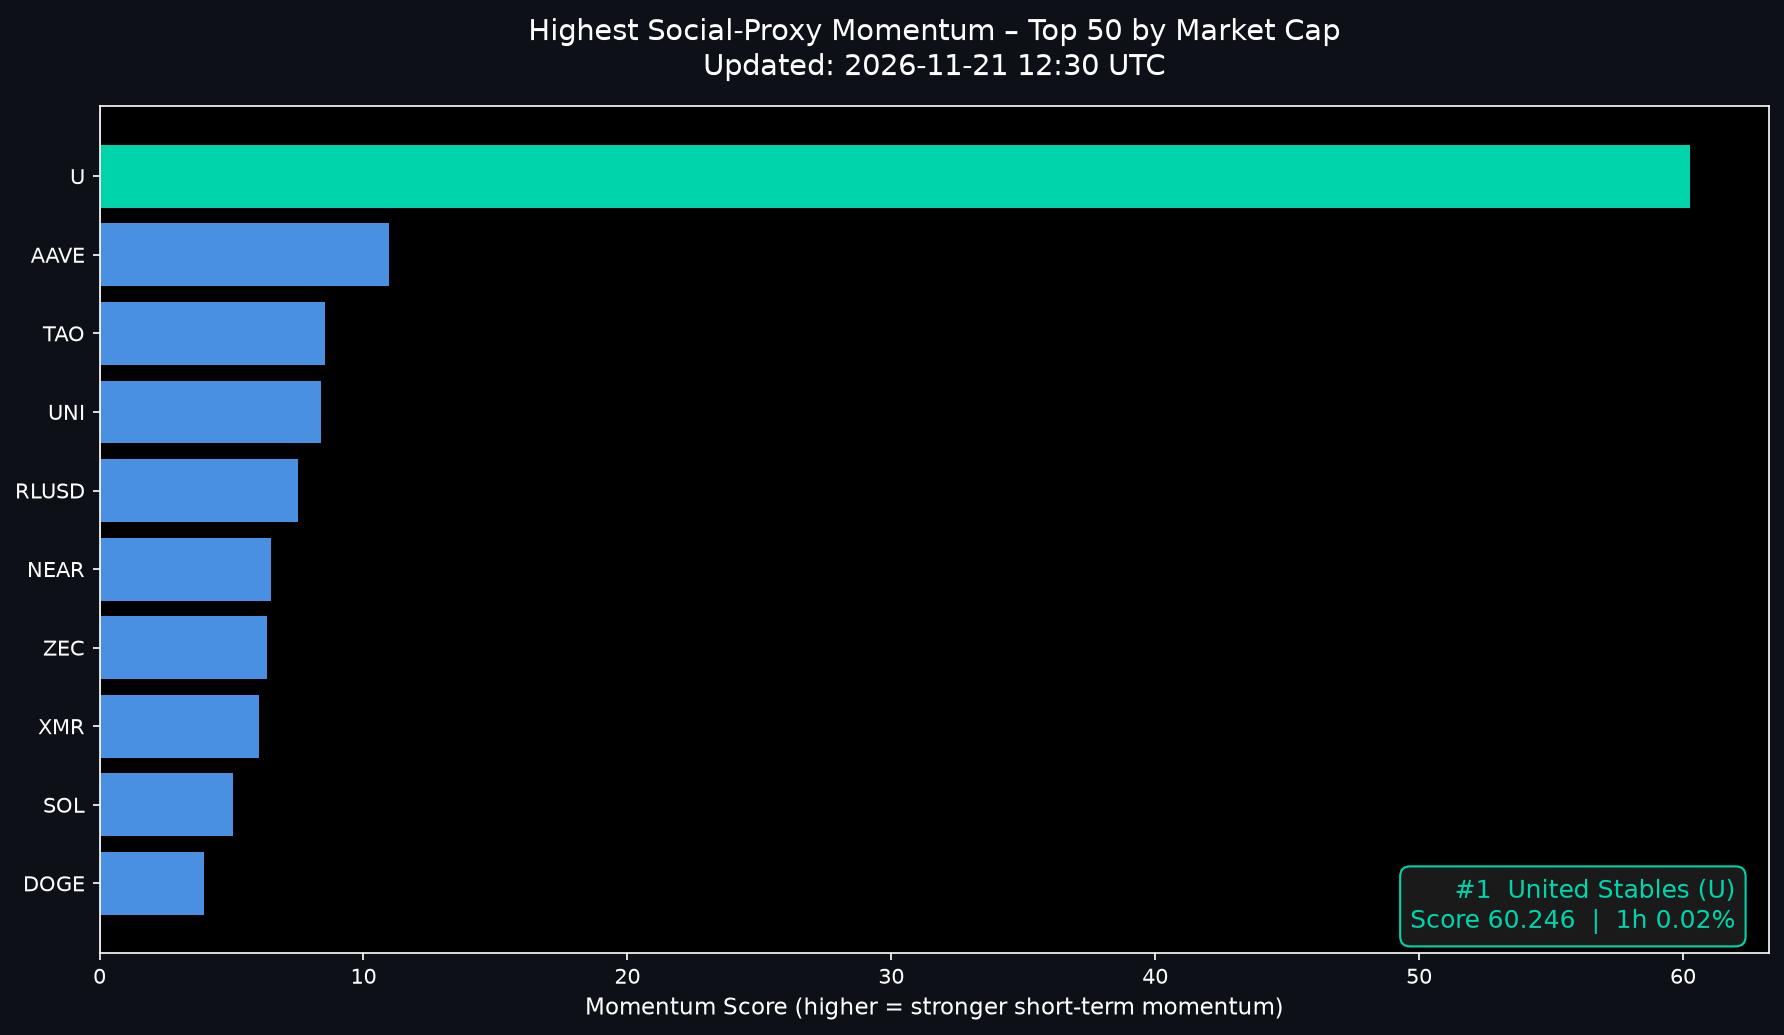 Highest Social-Proxy Momentum – Top 50 by Market Cap
Updated: 2026-11-21 12:30 UTC
U
AAVE
TAO
UNI
RLUSD
NEAR
ZEC
XMR
SOL
DOGE
#1  United Stables (U)
Score 60.246  |  1h 0.02%
0 10 20 30 40 50 60
Momentum Score (higher = stronger short-term momentum)